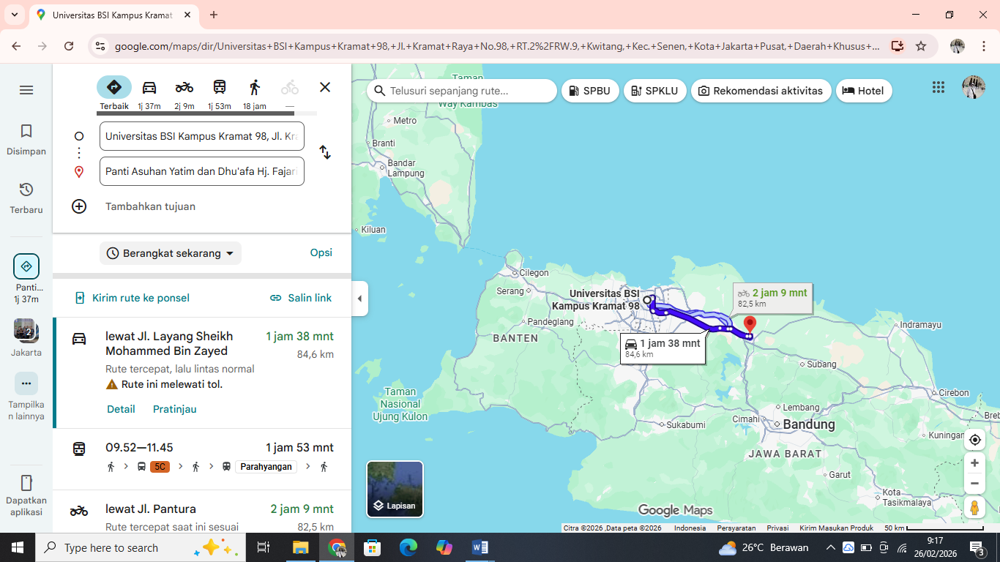 Universitas BSI Kampus Kramat
google.com/maps/dir/Universitas+BSI+Kampus+Kramat+98,+Jl.+Kramat+Raya+No.98,+RT.2%2FRW.9,+Kwitang,+Kec.+Senen,+Kota+Jakarta+Pusat,+Daerah+Khusus+...
Disimpan
Terbaru
Panti...
1j 37m
2
Jakarta
Tampilka
n lainnya
Dapatkan
aplikasi
Terbaik
1j 37m
2j 9m
1j 53m
18 jam
—
Universitas BSI Kampus Kramat 98, Jl. Kra
Panti Asuhan Yatim dan Dhu'afa Hj. Fajari
Tambahkan tujuan
Berangkat sekarang
Opsi
Kirim rute ke ponsel
Salin link
lewat Jl. Layang Sheikh
Mohammed Bin Zayed
1 jam 38 mnt
84,6 km
Rute tercepat, lalu lintas normal
Rute ini melewati tol.
Detail
Pratinjau
09.52—11.45
1 jam 53 mnt
5C
Parahyangan
lewat Jl. Pantura
2 jam 9 mnt
Rute tercepat saat ini sesuai
82,5 km
Telusuri sepanjang rute...
SPBU
SPKLU
Rekomendasi aktivitas
Hotel
Taman
Way Kambas
Metro
Branti
Bandar
Lampung
Kiluan
Cilegon
Serang
Pandeglang
BANTEN
Universitas BSI
Kampus Kramat 98
2 jam 9 mnt
82,5 km
1 jam 38 mnt
84,6 km
Indramayu
Subang
Cirebon
Taman
Nasional
Ujung Kulon
Sukabumi
Lembang
Cimahi
Bandung
Kuningan
JAWA BARAT
Garut
Kota
Tasikmalaya
Lapisan
Google Maps
Citra ©2026 ,Data peta ©2026
Indonesia
Persyaratan
Privasi
Kirim Masukan Produk
50 km
Type here to search
26°C Berawan
9:17
26/02/2026
3